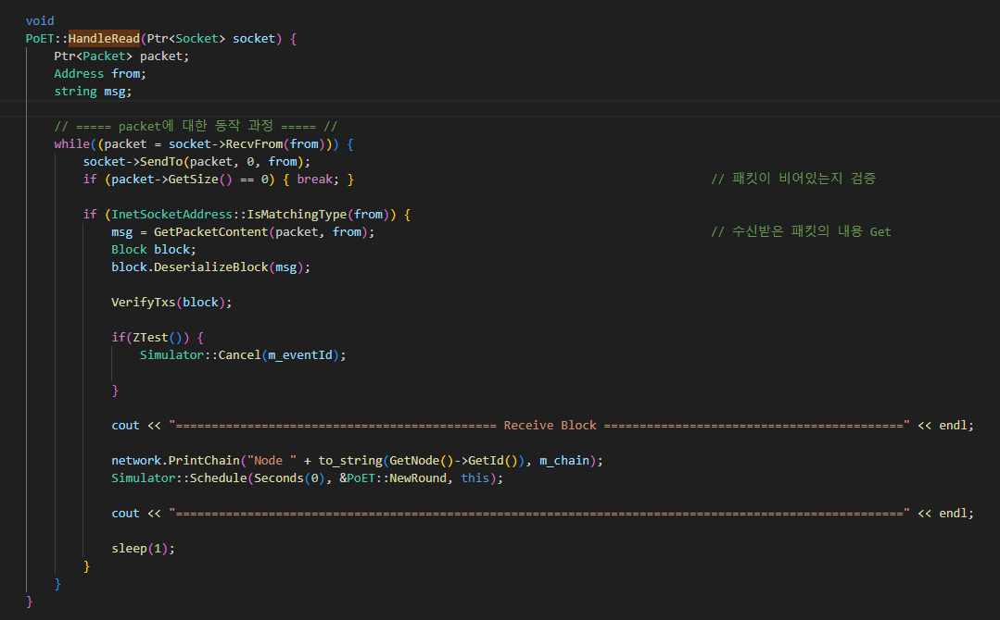 void
PoET::HandleRead(Ptr<Socket> socket) {
Ptr<Packet> packet;
Address from;
string msg;
// ===== packet에 대한 동작 과정 ===== //
while((packet = socket->RecvFrom(from))) {
socket->SendTo(packet, 0, from);
if (packet->GetSize() == 0) { break; } // 패킷이 비어있는지 검증
if (InetSocketAddress::IsMatchingType(from)) {
msg = GetPacketContent(packet, from); // 수신받은 패킷의 내용 Get
Block block;
block.DeserializeBlock(msg);
VerifyTxs(block);
if(ZTest()) {
Simulator::Cancel(m_eventId);
}
cout << "============================================= Receive Block ==========================================" << endl;
network.PrintChain("Node " + to_string(GetNode()->GetId()), m_chain);
Simulator::Schedule(Seconds(0), &PoET::NewRound, this);
cout << "======================================================================================================" << endl;
sleep(1);
}
}
}